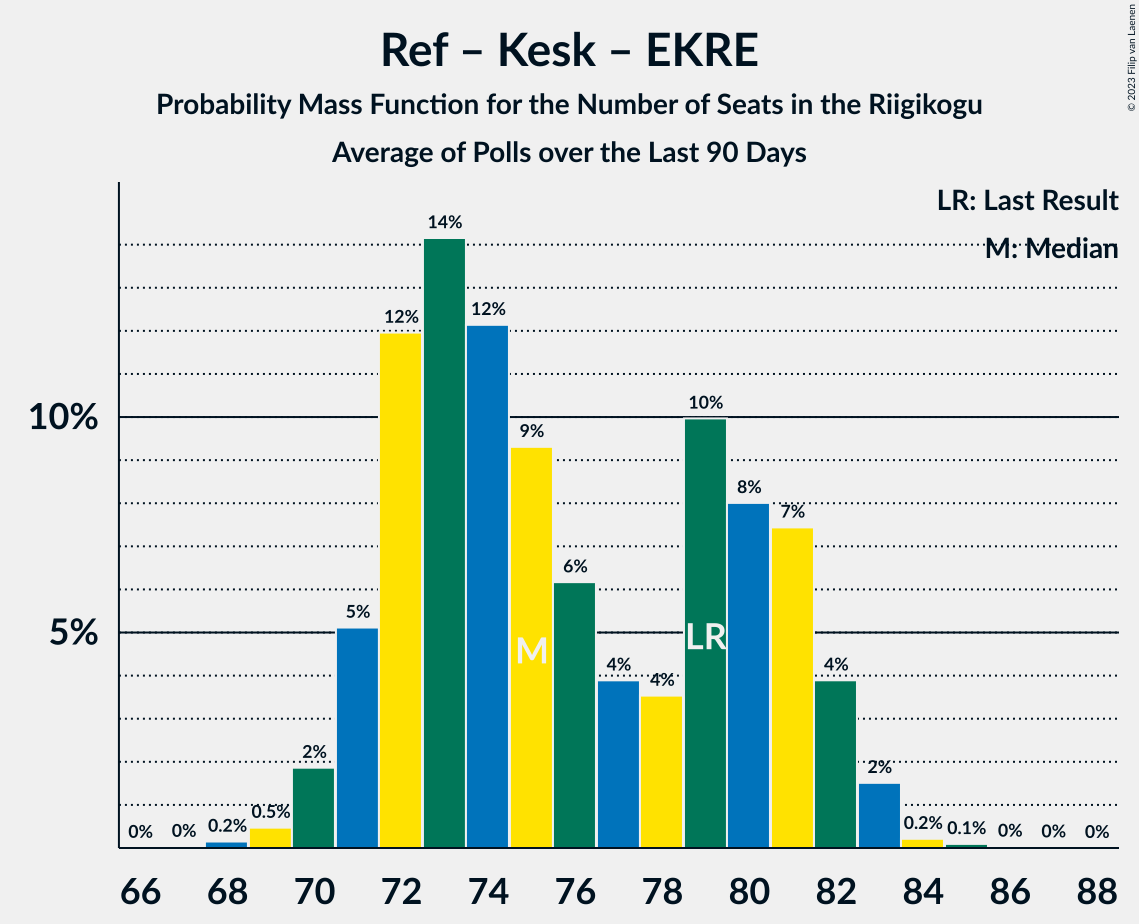 Ref – Kesk – EKRE
Probability Mass Function for the Number of Seats in the Riigikogu
Average of Polls over the Last 90 Days
© 2023 Filip van Laenen
LR: Last Result
M: Median
10%
5%
0%
0%
0.2%
0.5%
2%
5%
12%
14%
12%
9%
6%
4%
4%
10%
8%
7%
4%
2%
0.2%
0.1%
0%
0%
0%
M
LR
66 68 70 72 74 76 78 80 82 84 86 88